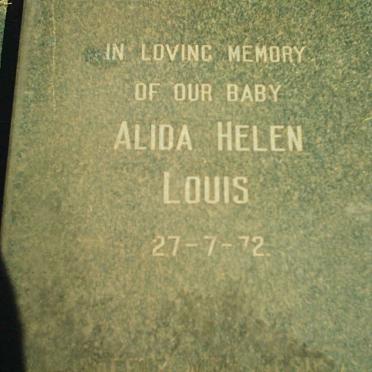 IN LOVING MEMORY
OF OUR BABY
ALIDA HELEN
LOUIS
27-7-72.